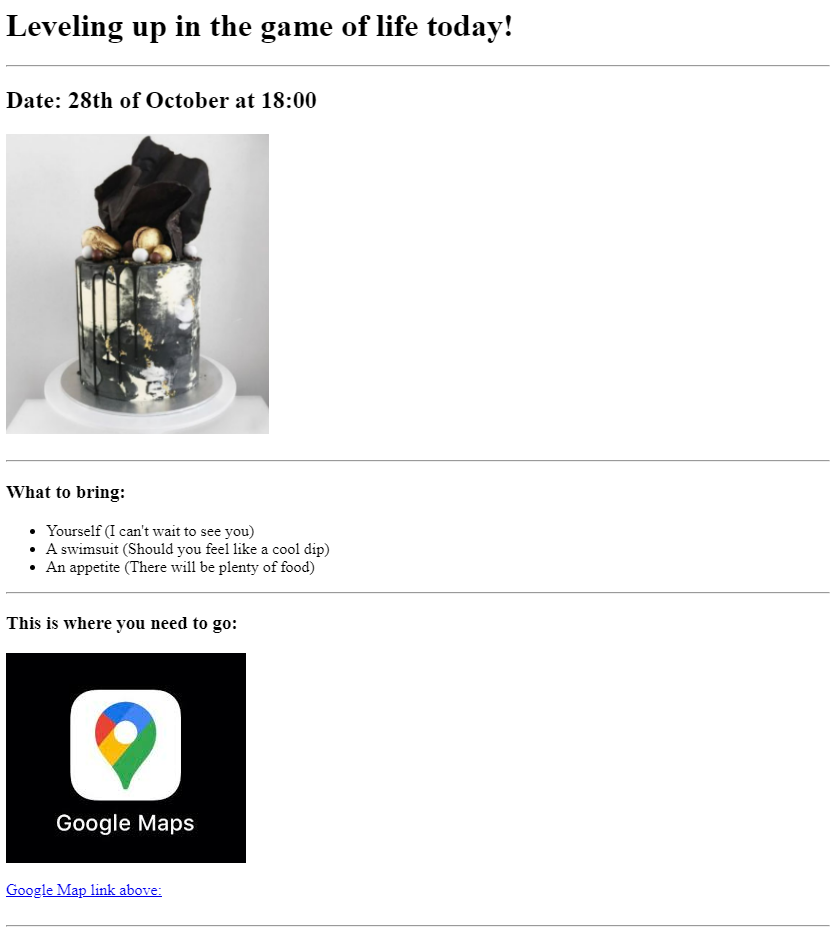 Leveling up in the game of life today!
Date: 28th of October at 18:00
What to bring:
Yourself (I can't wait to see you)
A swimsuit (Should you feel like a cool dip)
An appetite (There will be plenty of food)
This is where you need to go:
Google Maps
Google Map link above: